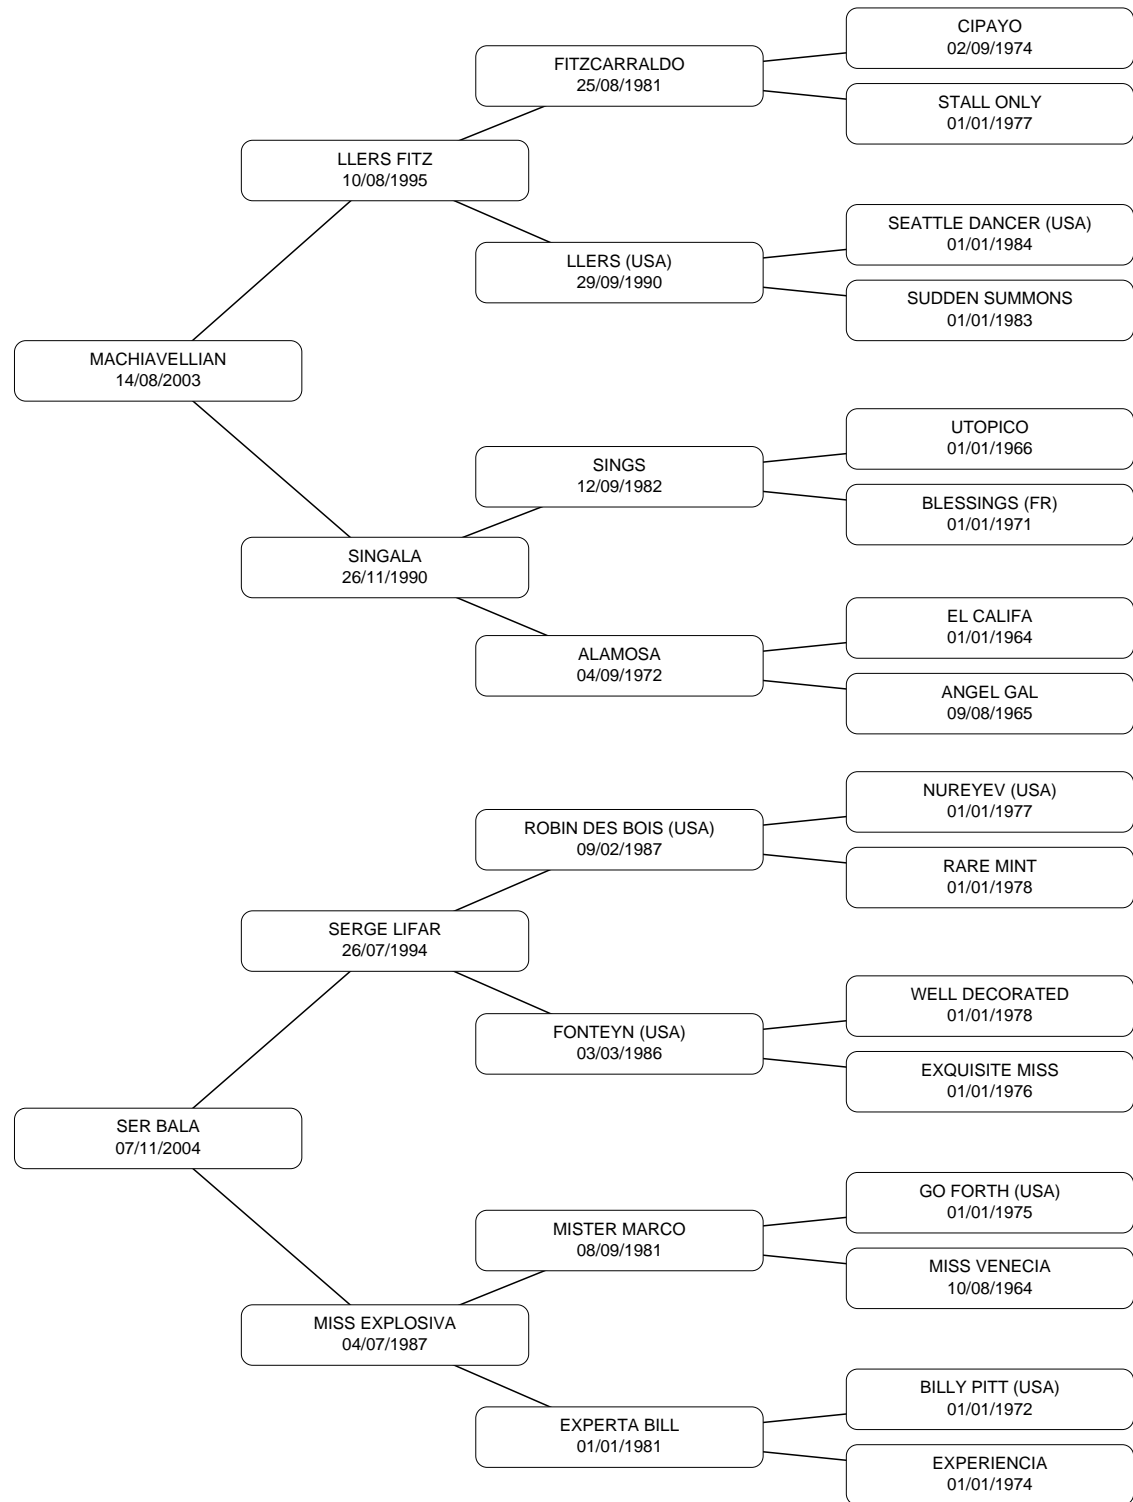 CIPAYO
02/09/1974
FITZCARRALDO
25/08/1981
STALL ONLY
01/01/1977
LLERS FITZ
10/08/1995
SEATTLE DANCER (USA)
01/01/1984
LLERS (USA)
29/09/1990
SUDDEN SUMMONS
01/01/1983
MACHIAVELLIAN
14/08/2003
UTOPICO
01/01/1966
SINGS
12/09/1982
BLESSINGS (FR)
01/01/1971
SINGALA
26/11/1990
EL CALIFA
01/01/1964
ALAMOSA
04/09/1972
ANGEL GAL
09/08/1965
NUREYEV (USA)
01/01/1977
ROBIN DES BOIS (USA)
09/02/1987
RARE MINT
01/01/1978
SERGE LIFAR
26/07/1994
WELL DECORATED
01/01/1978
FONTEYN (USA)
03/03/1986
EXQUISITE MISS
01/01/1976
SER BALA
07/11/2004
GO FORTH (USA)
01/01/1975
MISTER MARCO
08/09/1981
MISS VENECIA
10/08/1964
MISS EXPLOSIVA
04/07/1987
BILLY PITT (USA)
01/01/1972
EXPERTA BILL
01/01/1981
EXPERIENCIA
01/01/1974